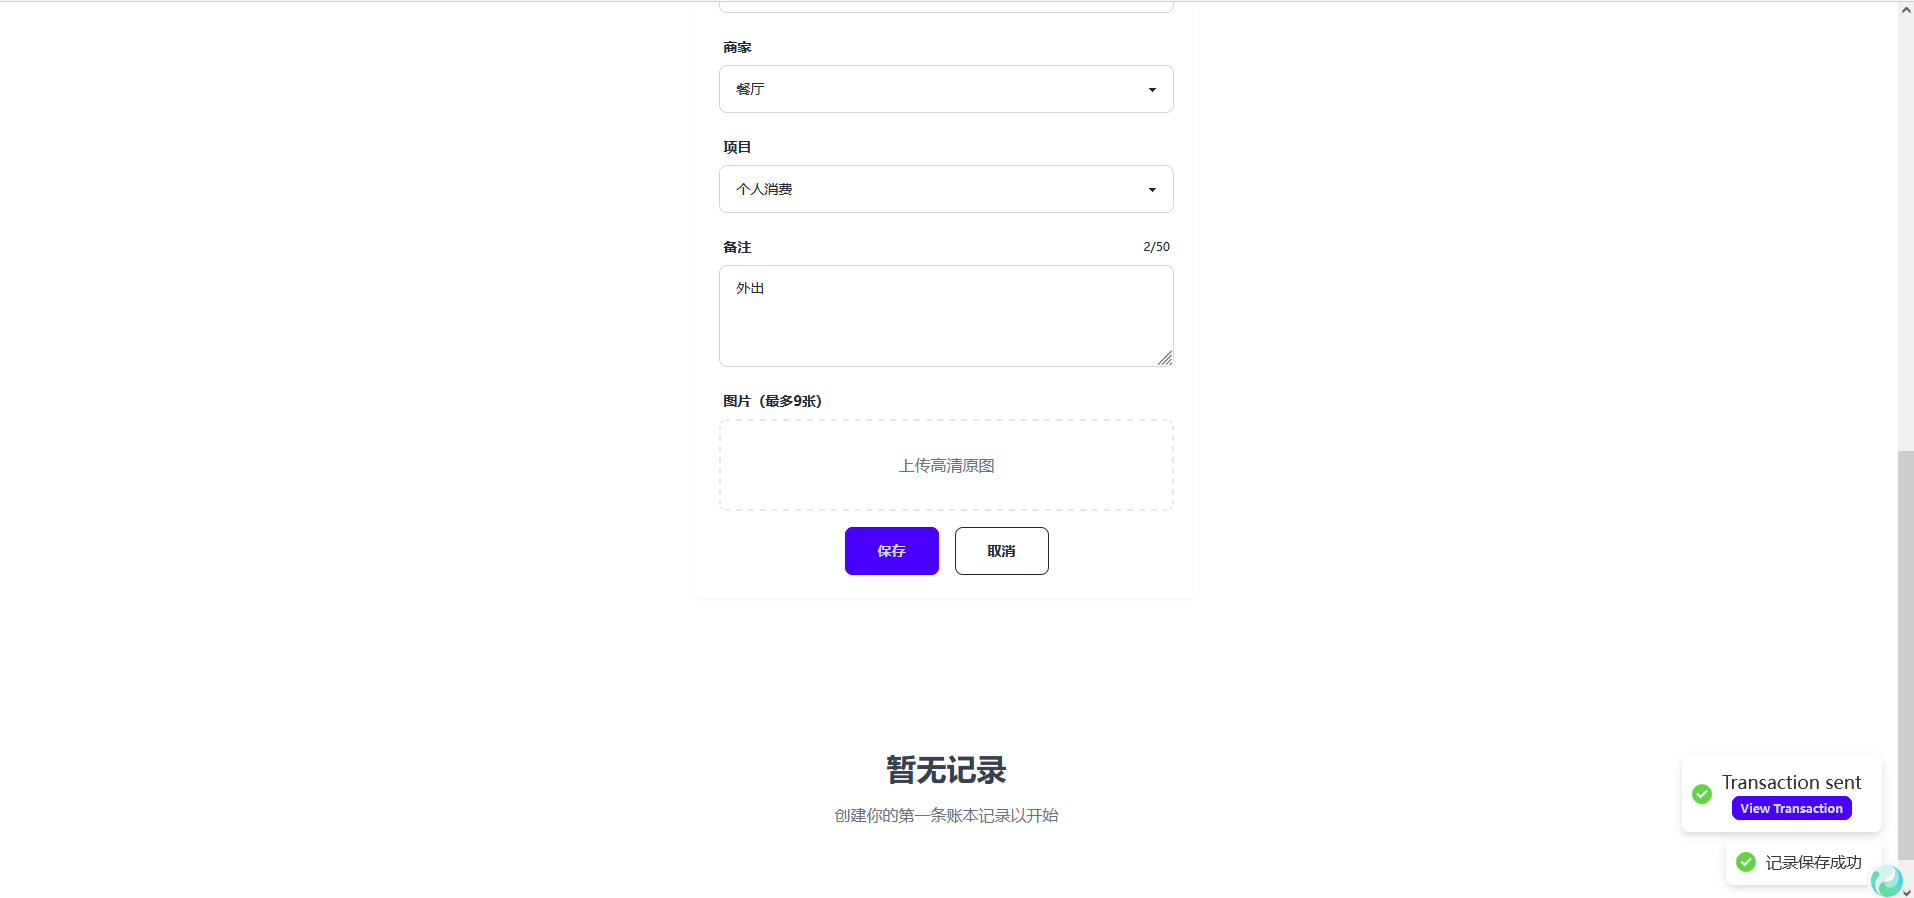 商家
餐厅
项目
个人消费
备注
2/50
外出
图片（最多9张）
上传高清原图
保存
取消
暂无记录
创建你的第一条账本记录以开始
Transaction sent
View Transaction
记录保存成功